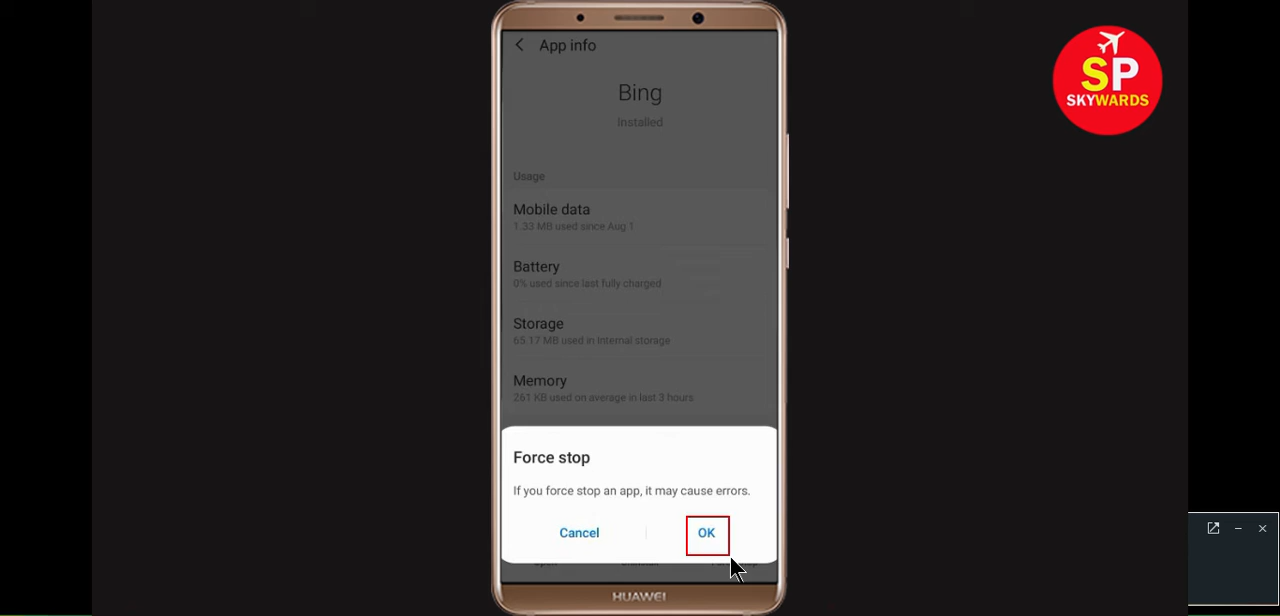 App info
Bing
Installed
Usage
Mobile data
1.33 MB used since Aug 1
Battery
0% used since last fully charged
Storage
65.17 MB used in Internal storage
Memory
261 KB used on average in last 3 hours
Force stop
If you force stop an app, it may cause errors.
Cancel
OK
HUAWEI
SP
SKYWARDS